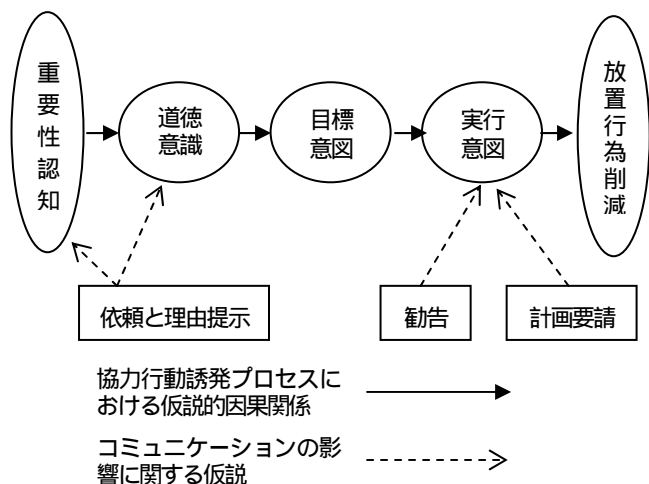 重要性認知
道徳
意識
目標
意図
実行
意図
放置行為削減
依頼と理由提示
勧告
計画要請
協力行動誘発プロセスに
おける仮説的因果関係
コミュニケーションの影
響に関する仮説